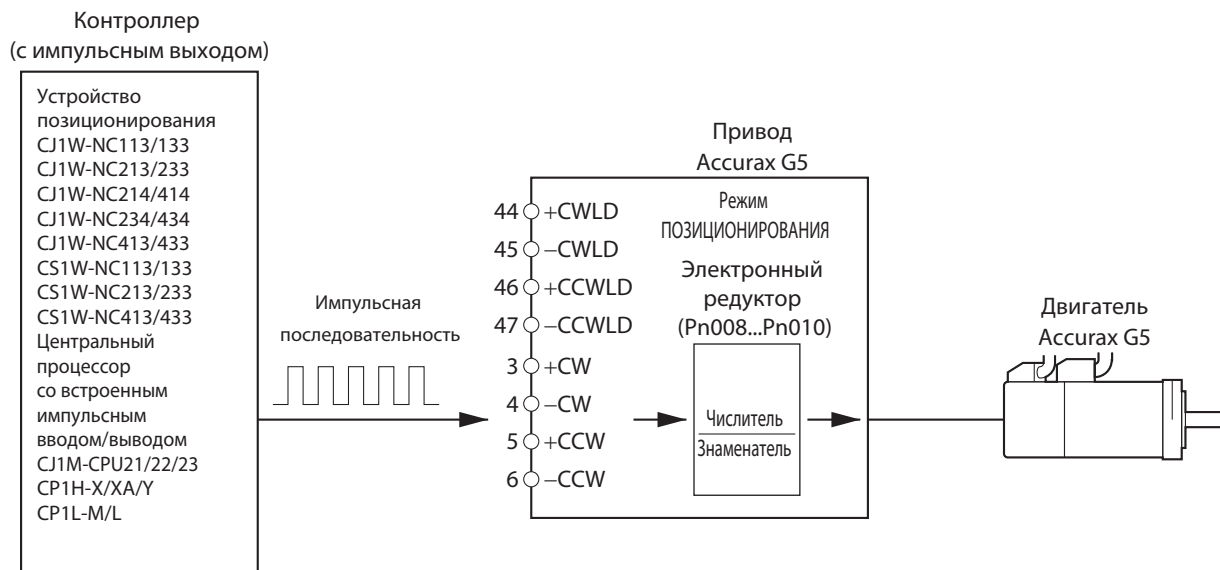 Контроллер
(с импульсным выходом)
Устройство
позиционирования
CJ1W-NC113/133
CJ1W-NC213/233
CJ1W-NC214/414
CJ1W-NC234/434
CJ1W-NC413/433
CS1W-NC113/133
CS1W-NC213/233
CS1W-NC413/433
Центральный
процессор
со встроенным
импульсным
вводом/выводом
CJ1M-CPU21/22/23
CP1H-X/XA/Y
CP1L-M/L
Импульсная
последовательность
Привод
Accurax G5
44 +CWLD
45 –CWLD
46 +CCWLD
47 –CCWLD
3 +CW
4 –CW
5 +CCW
6 –CCW
Режим
ПОЗИЦИОНИРОВАНИЯ
Электронный
редуктор
(Pn008...Pn010)
Числитель
Знаменатель
Двигатель
Accurax G5